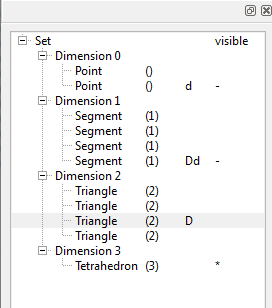 Set visible
Dimension 0
Point ()
Point () d -
Dimension 1
Segment (1)
Segment (1)
Segment (1)
Segment (1) Dd -
Dimension 2
Triangle (2)
Triangle (2)
Triangle (2) D
Triangle (2)
Dimension 3
Tetrahedron (3) *